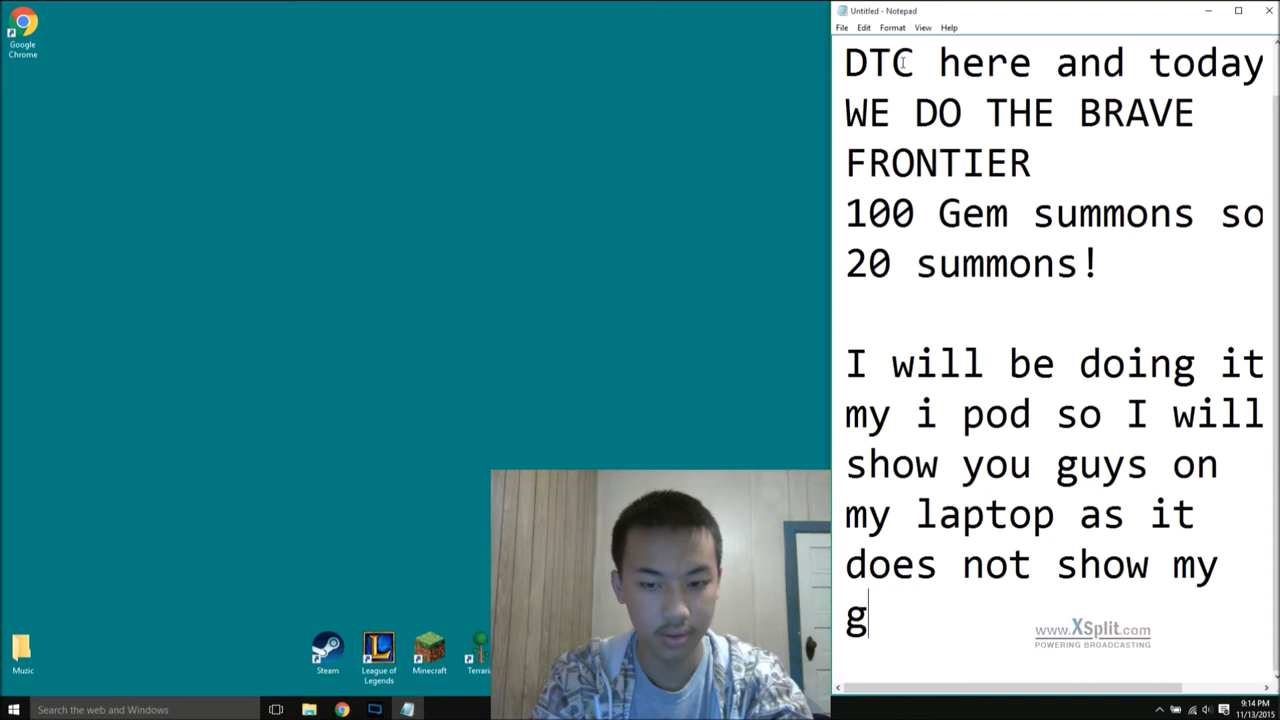 Untitled - Notepad
File Edit Format View Help
DTC here and today
WE DO THE BRAVE
FRONTIER
100 Gem summons so
20 summons!
I will be doing it
my i pod so I will
show you guys on
my laptop as it
does not show my
g
www.XSplit.com
POWERING BROADCASTING
Google
Chrome
Muzic
Steam
League of
Legends
Minecraft
Terrari
Search the web and Windows
9:14 PM
11/13/2015